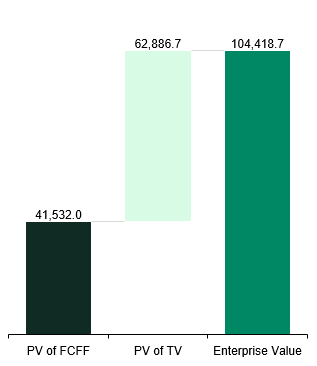 62,886.7 104,418.7
41,532.0
PV of FCFF PV of TV Enterprise Value